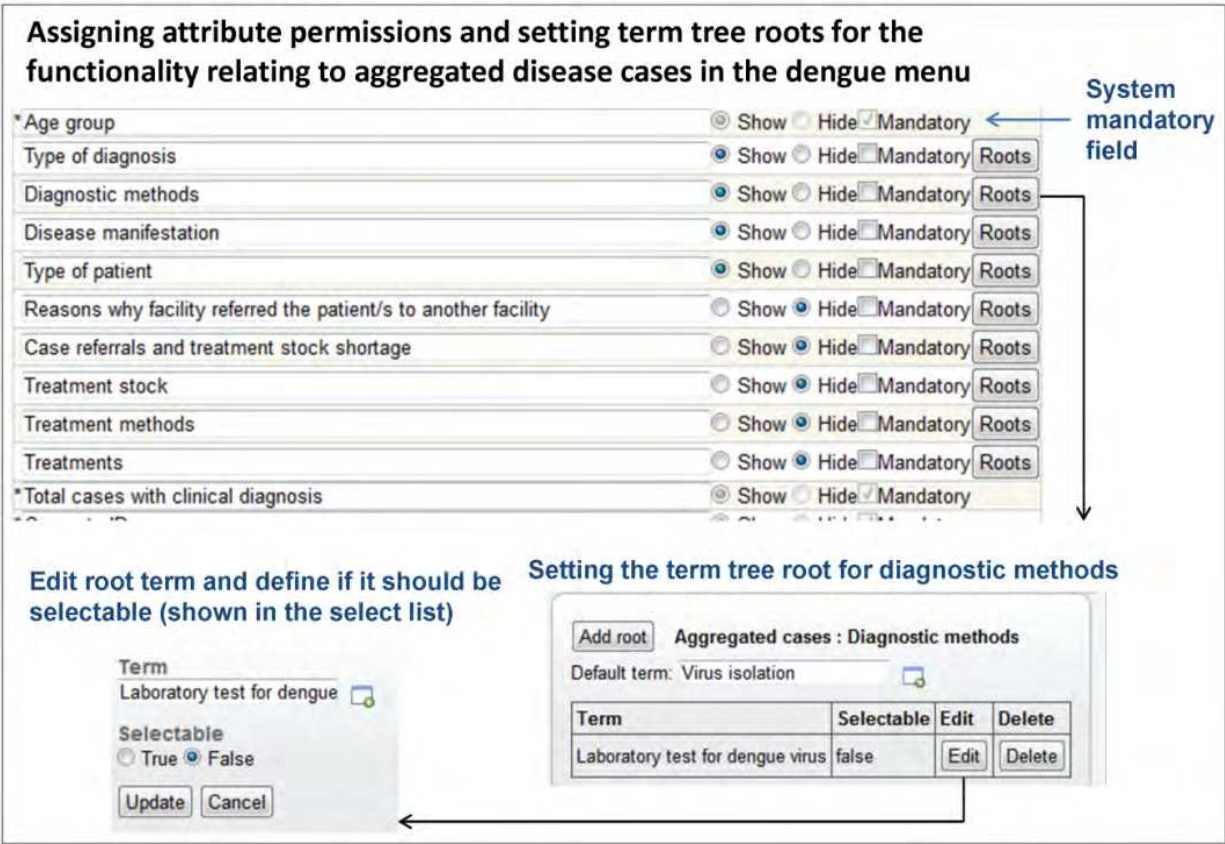 Assigning attribute permissions and setting term tree roots for the
functionality relating to aggregated disease cases in the dengue menu
System
mandatory
field
*Age group Show Hide Mandatory
Type of diagnosis Show Hide Mandatory Roots
Diagnostic methods Show Hide Mandatory Roots
Disease manifestation Show Hide Mandatory Roots
Type of patient Show Hide Mandatory Roots
Reasons why facility referred the patient/s to another facility Show Hide Mandatory Roots
Case referrals and treatment stock shortage Show Hide Mandatory Roots
Treatment stock Show Hide Mandatory Roots
Treatment methods Show Hide Mandatory Roots
Treatments Show Hide Mandatory Roots
*Total cases with clinical diagnosis Show Hide Mandatory
Edit root term and define if it should be
selectable (shown in the select list)
Term
Laboratory test for dengue
Selectable
True False
Update Cancel
Setting the term tree root for diagnostic methods
Add root Aggregated cases : Diagnostic methods
Default term: Virus isolation
Term Selectable Edit Delete
Laboratory test for dengue virus false Edit Delete